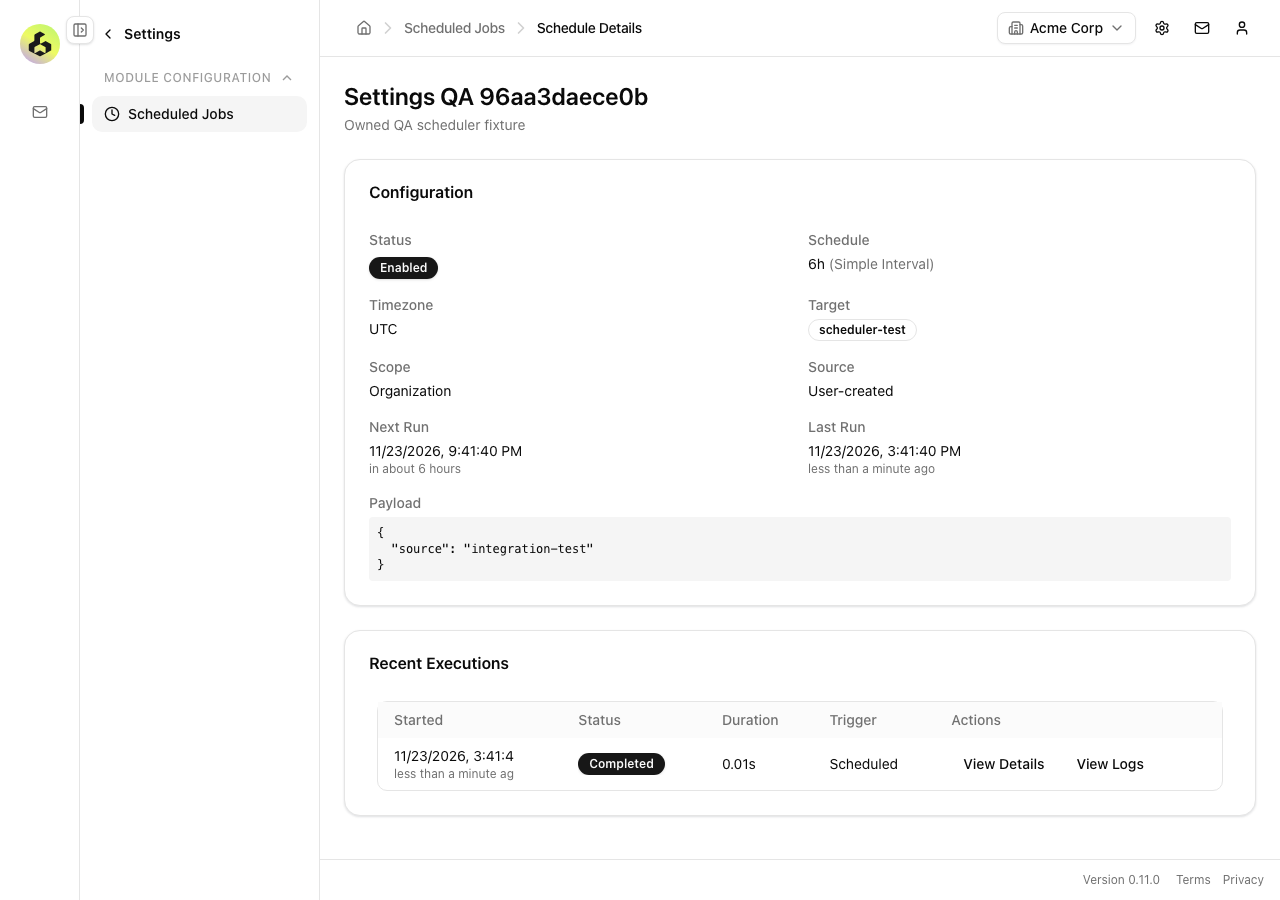 Settings
MODULE CONFIGURATION
Scheduled Jobs
Scheduled Jobs
Schedule Details
Acme Corp
Settings QA 96aa3daece0b
Owned QA scheduler fixture
Configuration
Status
Enabled
Schedule
6h (Simple Interval)
Timezone
UTC
Target
scheduler-test
Scope
Organization
Source
User-created
Next Run
11/23/2026, 9:41:40 PM
in about 6 hours
Last Run
11/23/2026, 3:41:40 PM
less than a minute ago
Payload
{
"source": "integration-test"
}
Recent Executions
Started Status Duration Trigger Actions
11/23/2026, 3:41:4
less than a minute ag
Completed 0.01s Scheduled View Details View Logs
Version 0.11.0 Terms Privacy